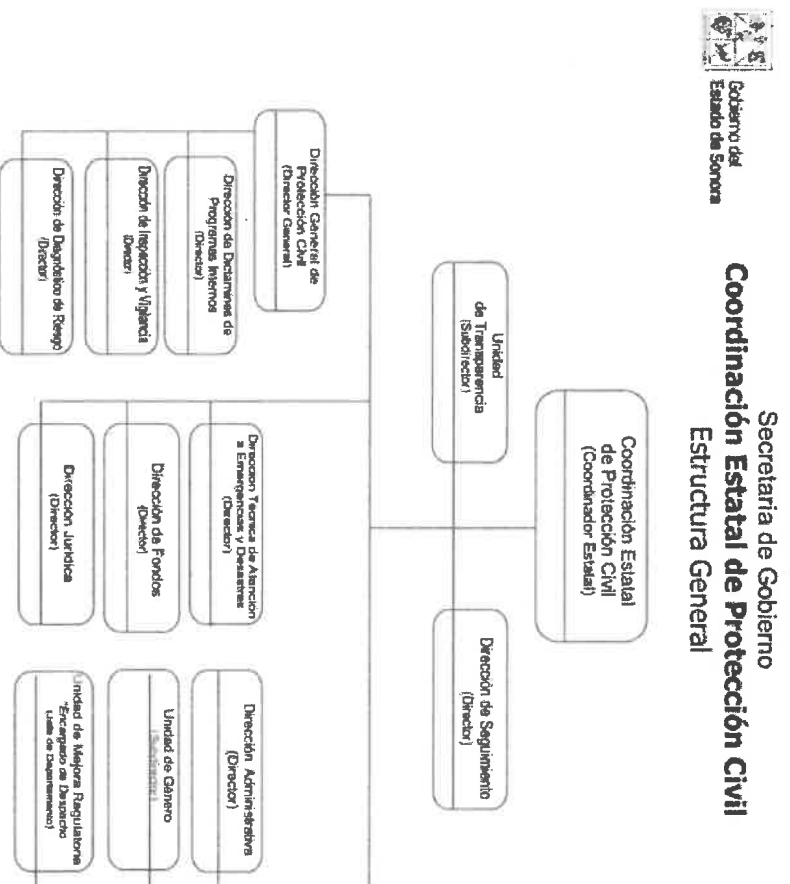 Gobierno del
Estado de Sonora
Secretaria de Gobierno
Coordinación Estatal de Protección Civil
Estructura General
Coordinación Estatal
de Protección Civil
(Coordinador Estatal)
Unidad
de Transparencia
(Subdirector)
Dirección de Seguimiento
(Director)
Dirección General de
Protección Civil
(Director General)
Dirección de Dictamines de
Programas Internos
(Director)
Dirección de Inspección y Vigilancia
(Director)
Dirección de Diagnóstico de Riesgo
(Director)
Dirección Técnica de Atención
a Emergencias y Desastres
(Director)
Dirección de Fondos
(Director)
Dirección Jurídica
(Director)
Dirección Administrativa
(Director)
Unidad de Género
(Subdirector)
Unidad de Mejora Regulatoria
"Encargado de Despacho
(Jefe de Departamento)